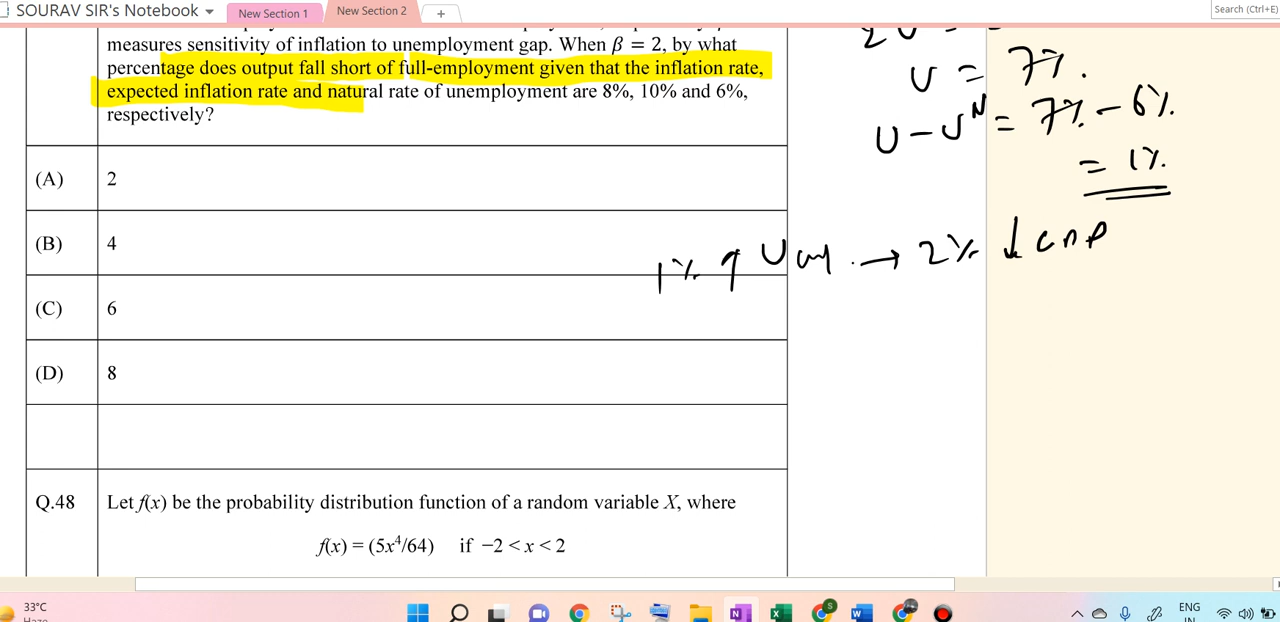 SOURAV SIR's Notebook
New Section 1
New Section 2
+
Search (Ctrl+E)
measures sensitivity of inflation to unemployment gap. When β = 2, by what
percentage does output fall short of full-employment given that the inflation rate,
expected inflation rate and natural rate of unemployment are 8%, 10% and 6%,
respectively?
(A) 2
(B) 4
(C) 6
(D) 8
U = 7%.
U - U^N = 7% - 6%
= 1%
1% ↑ U → 2% ↓ GNP
Q.48 Let f(x) be the probability distribution function of a random variable X, where
f(x) = (5x⁴/64) if −2 < x < 2
33°C
Haze
ENG
IN